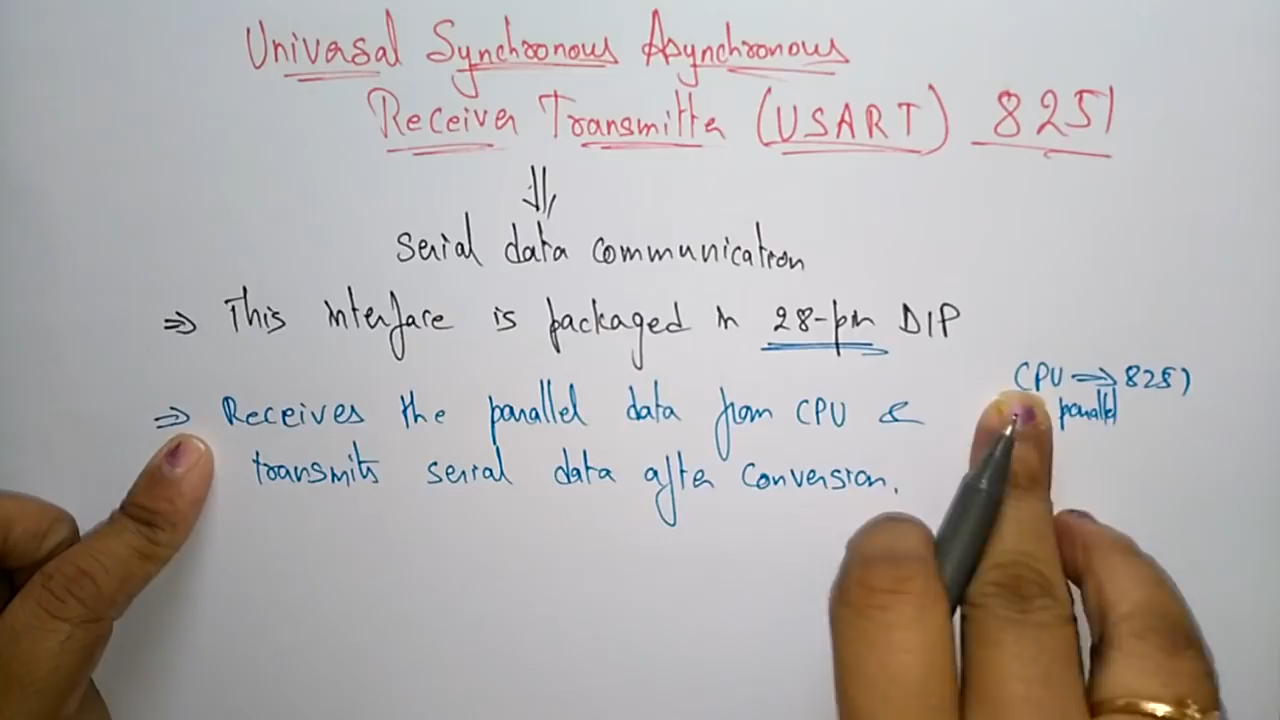 Univasal Synchronous Asynchronous
Receiver Transmitter (USART) 8251
⇓
Serial data communication
⇒ This interface is packaged in 28-pin DIP
CPU ⇒ 8251
parallel
⇒ Receives the parallel data from CPU &
transmits serial data after conversion.